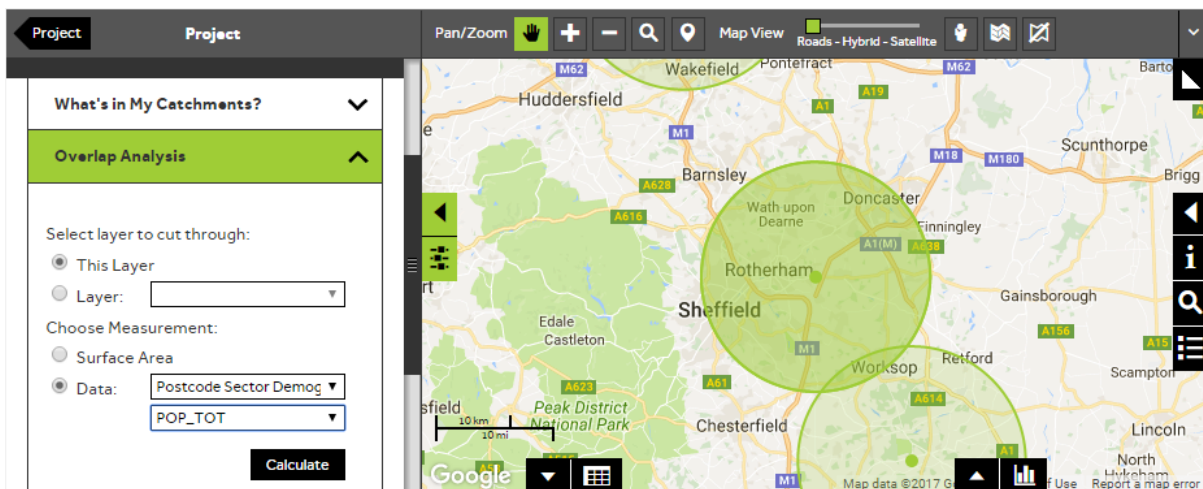 Project
Project
Pan/Zoom
Map View
Roads - Hybrid - Satellite
What's in My Catchments?
Overlap Analysis
Select layer to cut through:
This Layer
Layer:
Choose Measurement:
Surface Area
Data:
Postcode Sector Demog
POP_TOT
Calculate
M62
Wakefield
Pontefract
M62
Huddersfield
A19
A1
M1
M18
M180
Scunthorpe
Barnsley
Brigg
A628
Doncaster
Wath upon
Dearne
A616
Finningley
A1(M)
A638
Rotherham
Sheffield
Gainsborough
Edale
Castleton
A156
A15
M1
Worksop
Retford
Scampton
A623
A61
A614
Peak District
National Park
10 km
10 mi
Chesterfield
Lincoln
A1
North
Hykeham
Google
M1
Map data ©2017
of Use
Report a map error